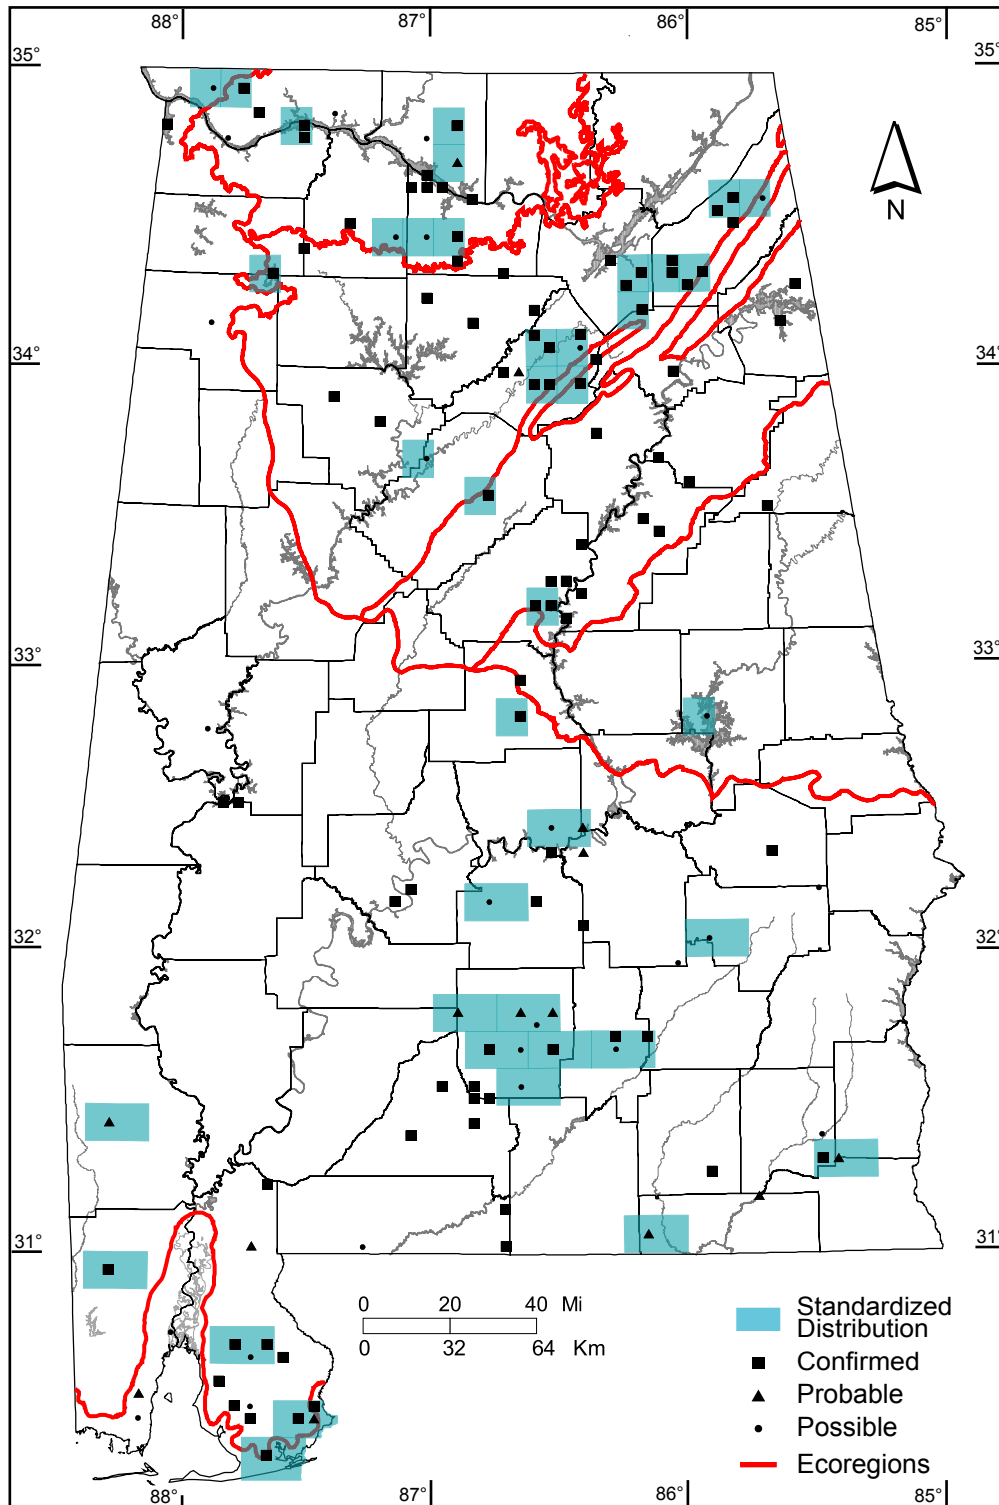 88° 87° 86° 85°
35° 35°
N
34° 34°
33° 33°
32° 32°
31° 31°
0 20 40 Mi
0 32 64 Km
Standardized
Distribution
Confirmed
Probable
Possible
Ecoregions
88° 87° 86° 85°